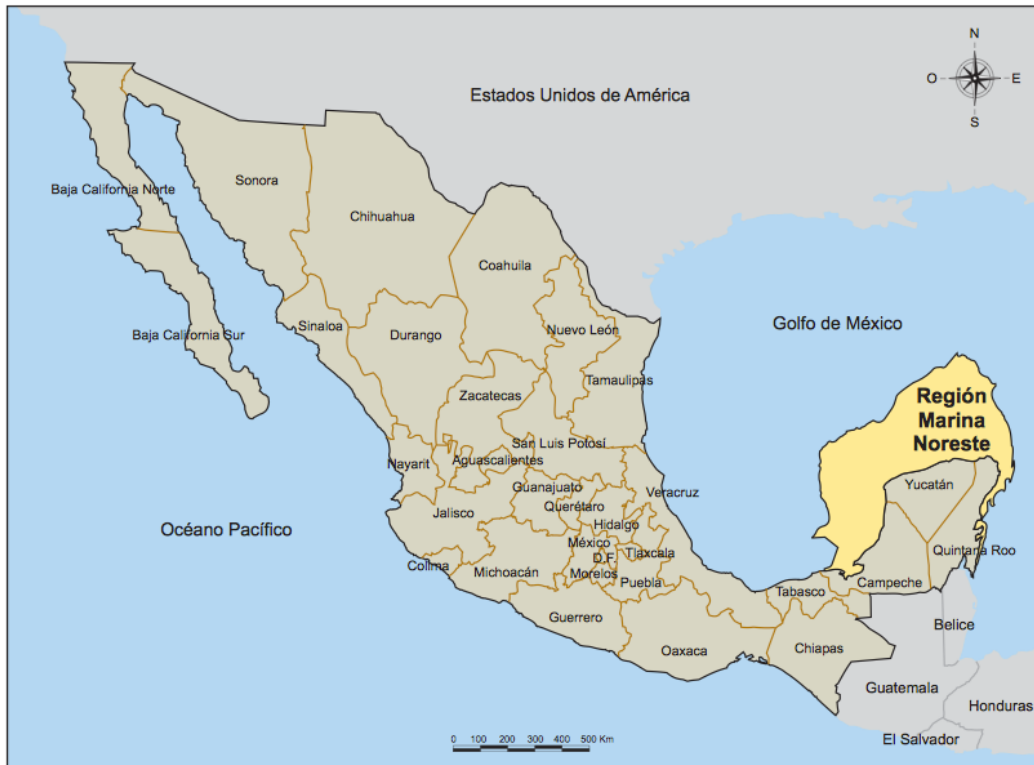 N
O
E
S
Estados Unidos de América
Baja California Norte
Sonora
Chihuahua
Coahuila
Baja California Sur
Sinaloa
Durango
Nuevo León
Golfo de México
Tamaulipas
Zacatecas
Región
Marina
Noreste
San Luis Potosí
Nayarit
Aguascalientes
Yucatán
Guanajuato
Veracruz
Jalisco
Querétaro
Océano Pacífico
Hidalgo
México
D.F.
Tlaxcala
Quintana Roo
Colima
Michoacán
Morelos
Puebla
Campeche
Tabasco
Guerrero
Belice
Oaxaca
Chiapas
Guatemala
Honduras
El Salvador
0 100 200 300 400 500 Km